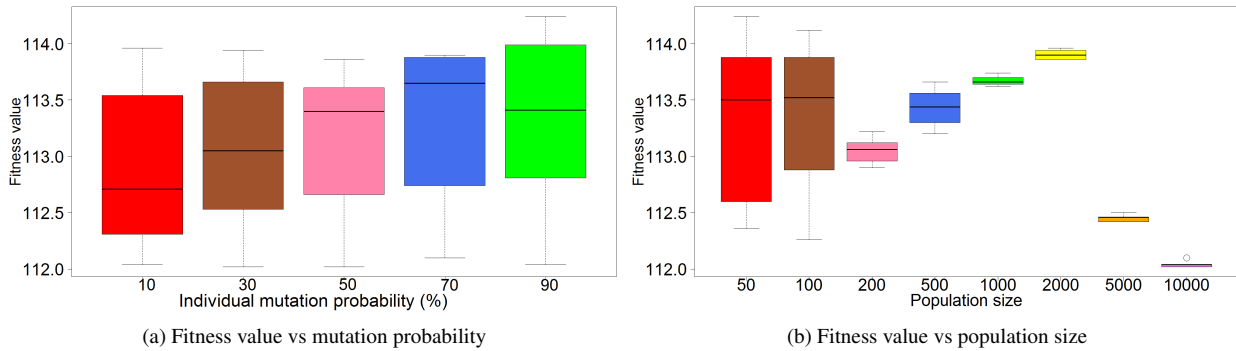 Fitness value
114.0
113.5
113.0
112.5
112.0
10 30 50 70 90
Individual mutation probability (%)
(a) Fitness value vs mutation probability
Fitness value
114.0
113.5
113.0
112.5
112.0
50 100 200 500 1000 2000 5000 10000
Population size
(b) Fitness value vs population size